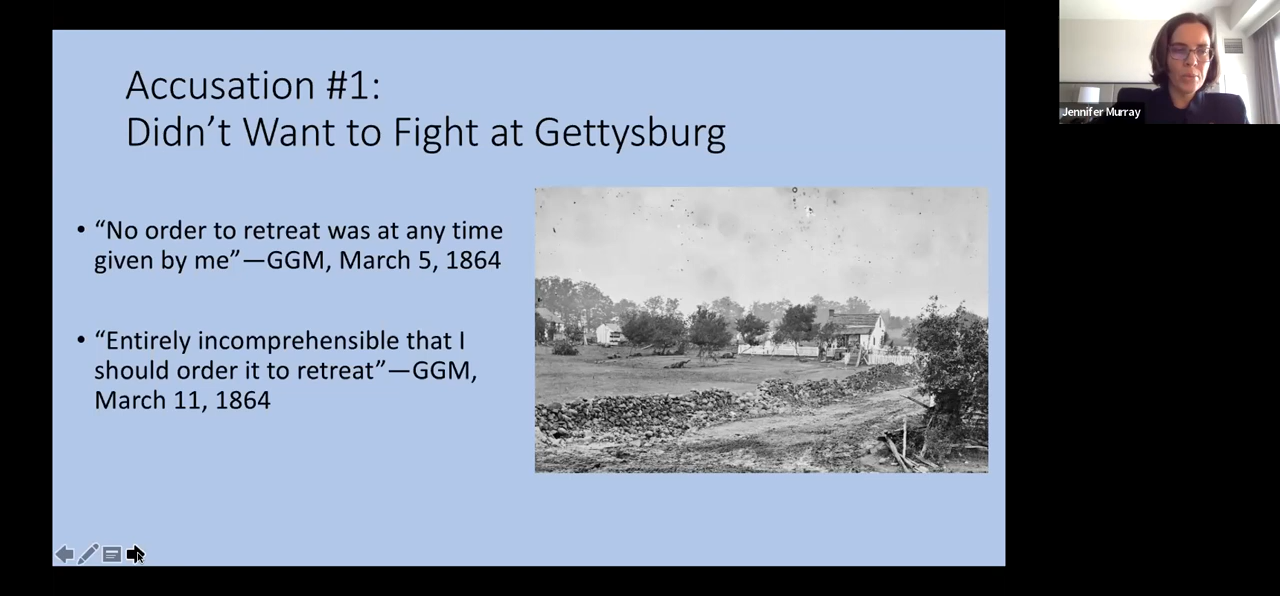 Accusation #1:
Didn’t Want to Fight at Gettysburg
• “No order to retreat was at any time
given by me”—GGM, March 5, 1864
• “Entirely incomprehensible that I
should order it to retreat”—GGM,
March 11, 1864
Jennifer Murray